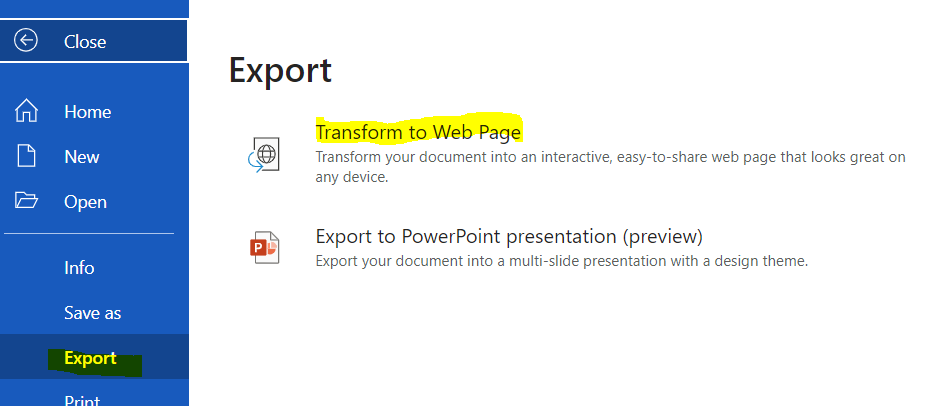 Close
Home
New
Open
Info
Save as
Export
Print
Export
Transform to Web Page
Transform your document into an interactive, easy-to-share web page that looks great on
any device.
P
Export to PowerPoint presentation (preview)
Export your document into a multi-slide presentation with a design theme.